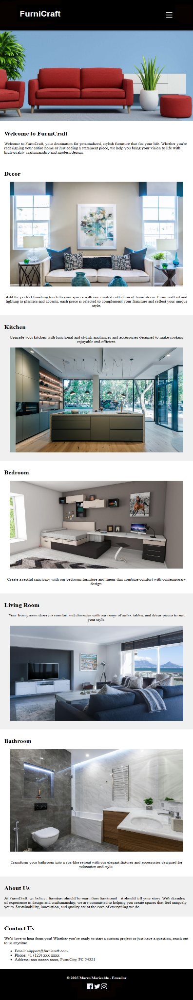 FurniCraft
Welcome to FurniCraft
Welcome to FurniCraft, your destination for personalized, stylish furniture that fits your life. Whether you're
redesigning your entire home or just adding a statement piece, we help you bring your vision to life with
high-quality craftsmanship and modern design.
Decor
Add the perfect finishing touch to your spaces with our curated collection of home decor. From wall art and
lighting to planters and accents, each piece is selected to complement your furniture and reflect your unique
style.
Kitchen
Upgrade your kitchen with functional and stylish appliances and accessories designed to make cooking
enjoyable and efficient.
Bedroom
Create a restful sanctuary with our bedroom furniture and linens that combine comfort with contemporary
design.
Living Room
Your living room deserves comfort and character with our range of sofas, tables, and décor pieces to suit
your style.
Bathroom
Transform your bathroom into a spa-like retreat with our elegant fixtures and accessories designed for
relaxation and style.
About Us
At FurniCraft, we believe furniture should be more than functional—it should tell your story. With decades
of experience in design and craftsmanship, we are committed to helping you create spaces that feel uniquely
yours. Sustainability, innovation, and quality are at the core of everything we do.
Contact Us
We'd love to hear from you! Whether you're ready to start a custom project or just have a question, reach out
to us anytime.
• Email: support@furnicraft.com
• Phone: +1 (123) xxx-xxxx
• Address: xxx xxxxx xxxx, FurniCity, FC 54321
© 2025 Marco Merizalde - Ecuador